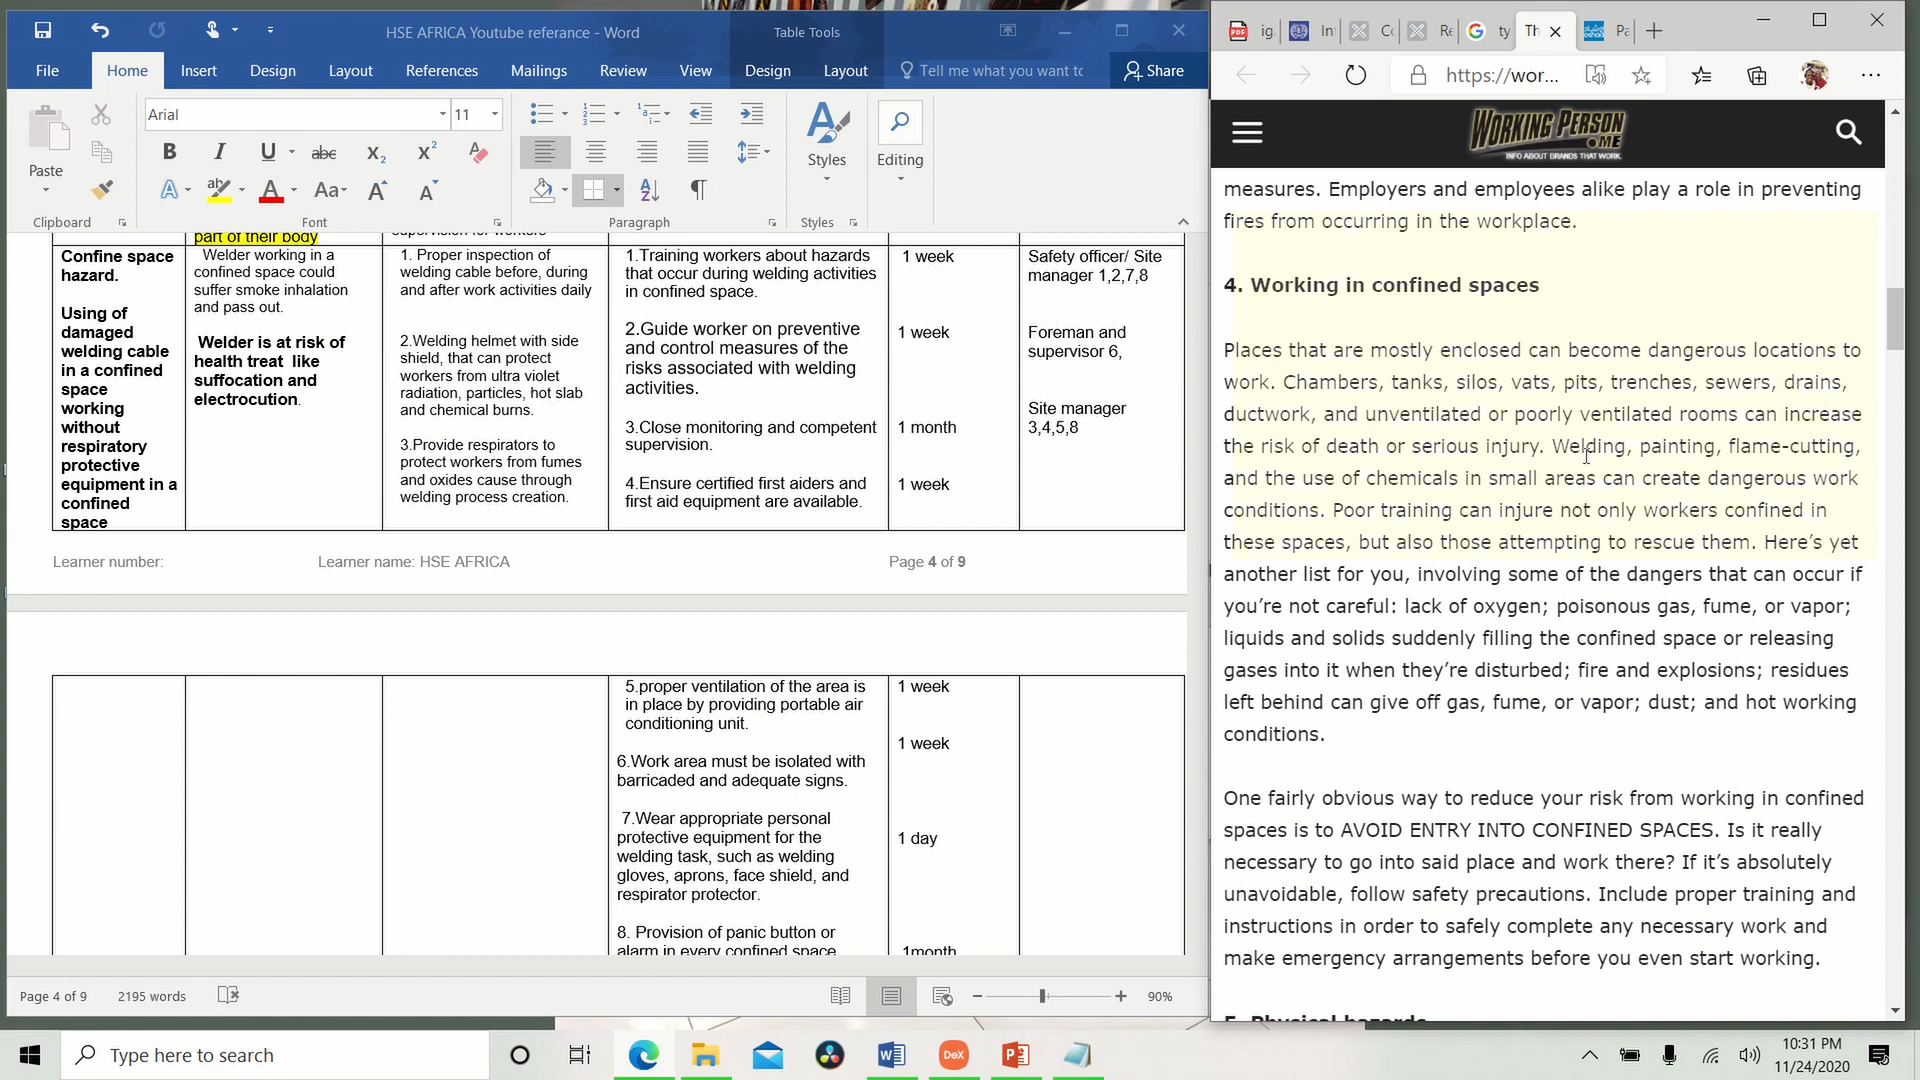 HSE AFRICA Youtube referance - Word
Table Tools
File Home Insert Design Layout References Mailings Review View Design Layout Tell me what you want to Share
Arial 11
Paste
Styles
Editing
Clipboard Font Paragraph Styles
part of their body
Confine space
hazard.
Using of
damaged
welding cable
in a confined
space
working
without
respiratory
protective
equipment in a
confined
space
Welder working in a
confined space could
suffer smoke inhalation
and pass out.
Welder is at risk of
health treat like
suffocation and
electrocution.
1. Proper inspection of
welding cable before, during
and after work activities daily
2.Welding helmet with side
shield, that can protect
workers from ultra violet
radiation, particles, hot slab
and chemical burns.
3.Provide respirators to
protect workers from fumes
and oxides cause through
welding process creation.
1.Training workers about hazards
that occur during welding activities
in confined space.
2.Guide worker on preventive
and control measures of the
risks associated with welding
activities.
3.Close monitoring and competent
supervision.
4.Ensure certified first aiders and
first aid equipment are available.
1 week
1 week
1 month
1 week
Safety officer/ Site
manager 1,2,7,8
Foreman and
supervisor 6,
Site manager
3,4,5,8
Learner number: Learner name: HSE AFRICA Page 4 of 9
5.proper ventilation of the area is
in place by providing portable air
conditioning unit.
6.Work area must be isolated with
barricaded and adequate signs.
7.Wear appropriate personal
protective equipment for the
welding task, such as welding
gloves, aprons, face shield, and
respirator protector.
8. Provision of panic button or
alarm in every confined space
1 week
1 week
1 day
1month
Page 4 of 9 2195 words 90%
ig In Co Re ty Th Pa
https://wor...
WORKING PERSON
.ME
INFO ABOUT BRANDS THAT WORK.
measures. Employers and employees alike play a role in preventing
fires from occurring in the workplace.
4. Working in confined spaces
Places that are mostly enclosed can become dangerous locations to
work. Chambers, tanks, silos, vats, pits, trenches, sewers, drains,
ductwork, and unventilated or poorly ventilated rooms can increase
the risk of death or serious injury. Welding, painting, flame-cutting,
and the use of chemicals in small areas can create dangerous work
conditions. Poor training can injure not only workers confined in
these spaces, but also those attempting to rescue them. Here’s yet
another list for you, involving some of the dangers that can occur if
you’re not careful: lack of oxygen; poisonous gas, fume, or vapor;
liquids and solids suddenly filling the confined space or releasing
gases into it when they’re disturbed; fire and explosions; residues
left behind can give off gas, fume, or vapor; dust; and hot working
conditions.
One fairly obvious way to reduce your risk from working in confined
spaces is to AVOID ENTRY INTO CONFINED SPACES. Is it really
necessary to go into said place and work there? If it’s absolutely
unavoidable, follow safety precautions. Include proper training and
instructions in order to safely complete any necessary work and
make emergency arrangements before you even start working.
5. Physical hazards
Type here to search
DeX
10:31 PM
11/24/2020